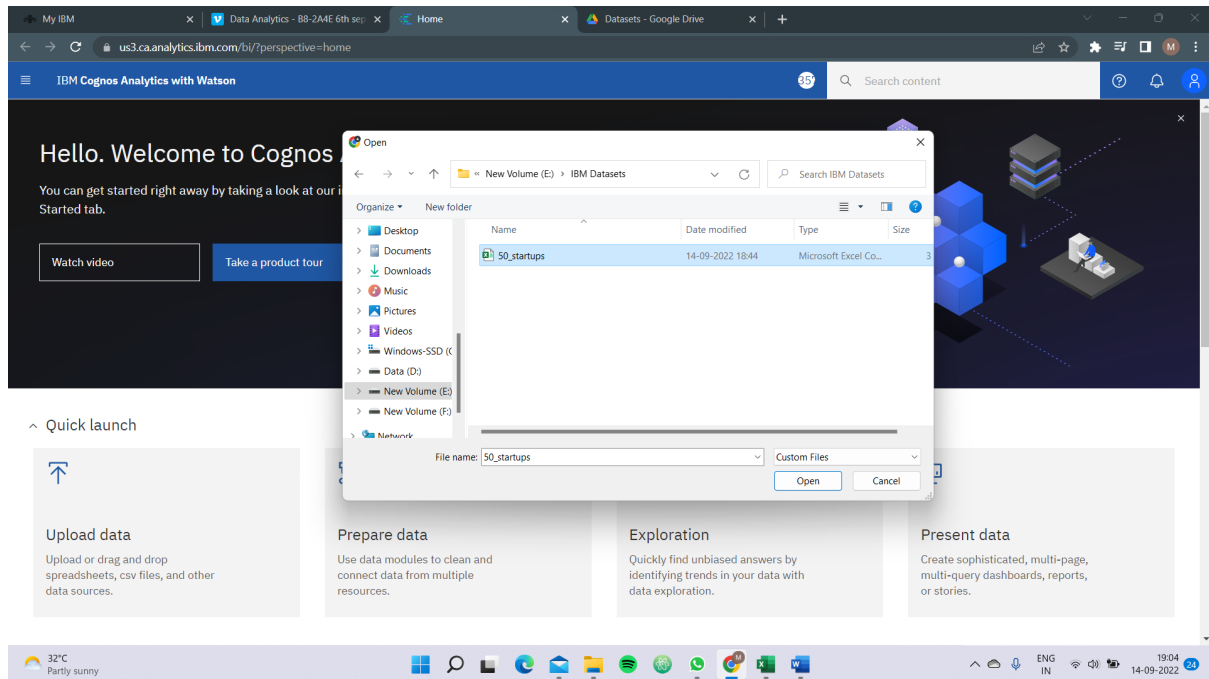 My IBM
Data Analytics - B8-2A4E 6th sep
Home
Datasets - Google Drive
us3.ca.analytics.ibm.com/bi/?perspective=home
M
IBM Cognos Analytics with Watson
Search content
Hello. Welcome to Cognos
You can get started right away by taking a look at our
Started tab.
Watch video
Take a product tour
Open
« New Volume (E:) › IBM Datasets
Search IBM Datasets
Organize
New folder
Name
Date modified
Type
Size
Desktop
50_startups
14-09-2022 18:44
Microsoft Excel Co...
3
Documents
Downloads
Music
Pictures
Videos
Windows-SSD (
Data (D:)
New Volume (E:)
New Volume (F:)
Network
File name:
50_startups
Custom Files
Open
Cancel
Quick launch
Upload data
Upload or drag and drop
spreadsheets, csv files, and other
data sources.
Prepare data
Use data modules to clean and
connect data from multiple
resources.
Exploration
Quickly find unbiased answers by
identifying trends in your data with
data exploration.
Present data
Create sophisticated, multi-page,
multi-query dashboards, reports,
or stories.
32°C
Partly sunny
ENG
IN
19:04
14-09-2022
24